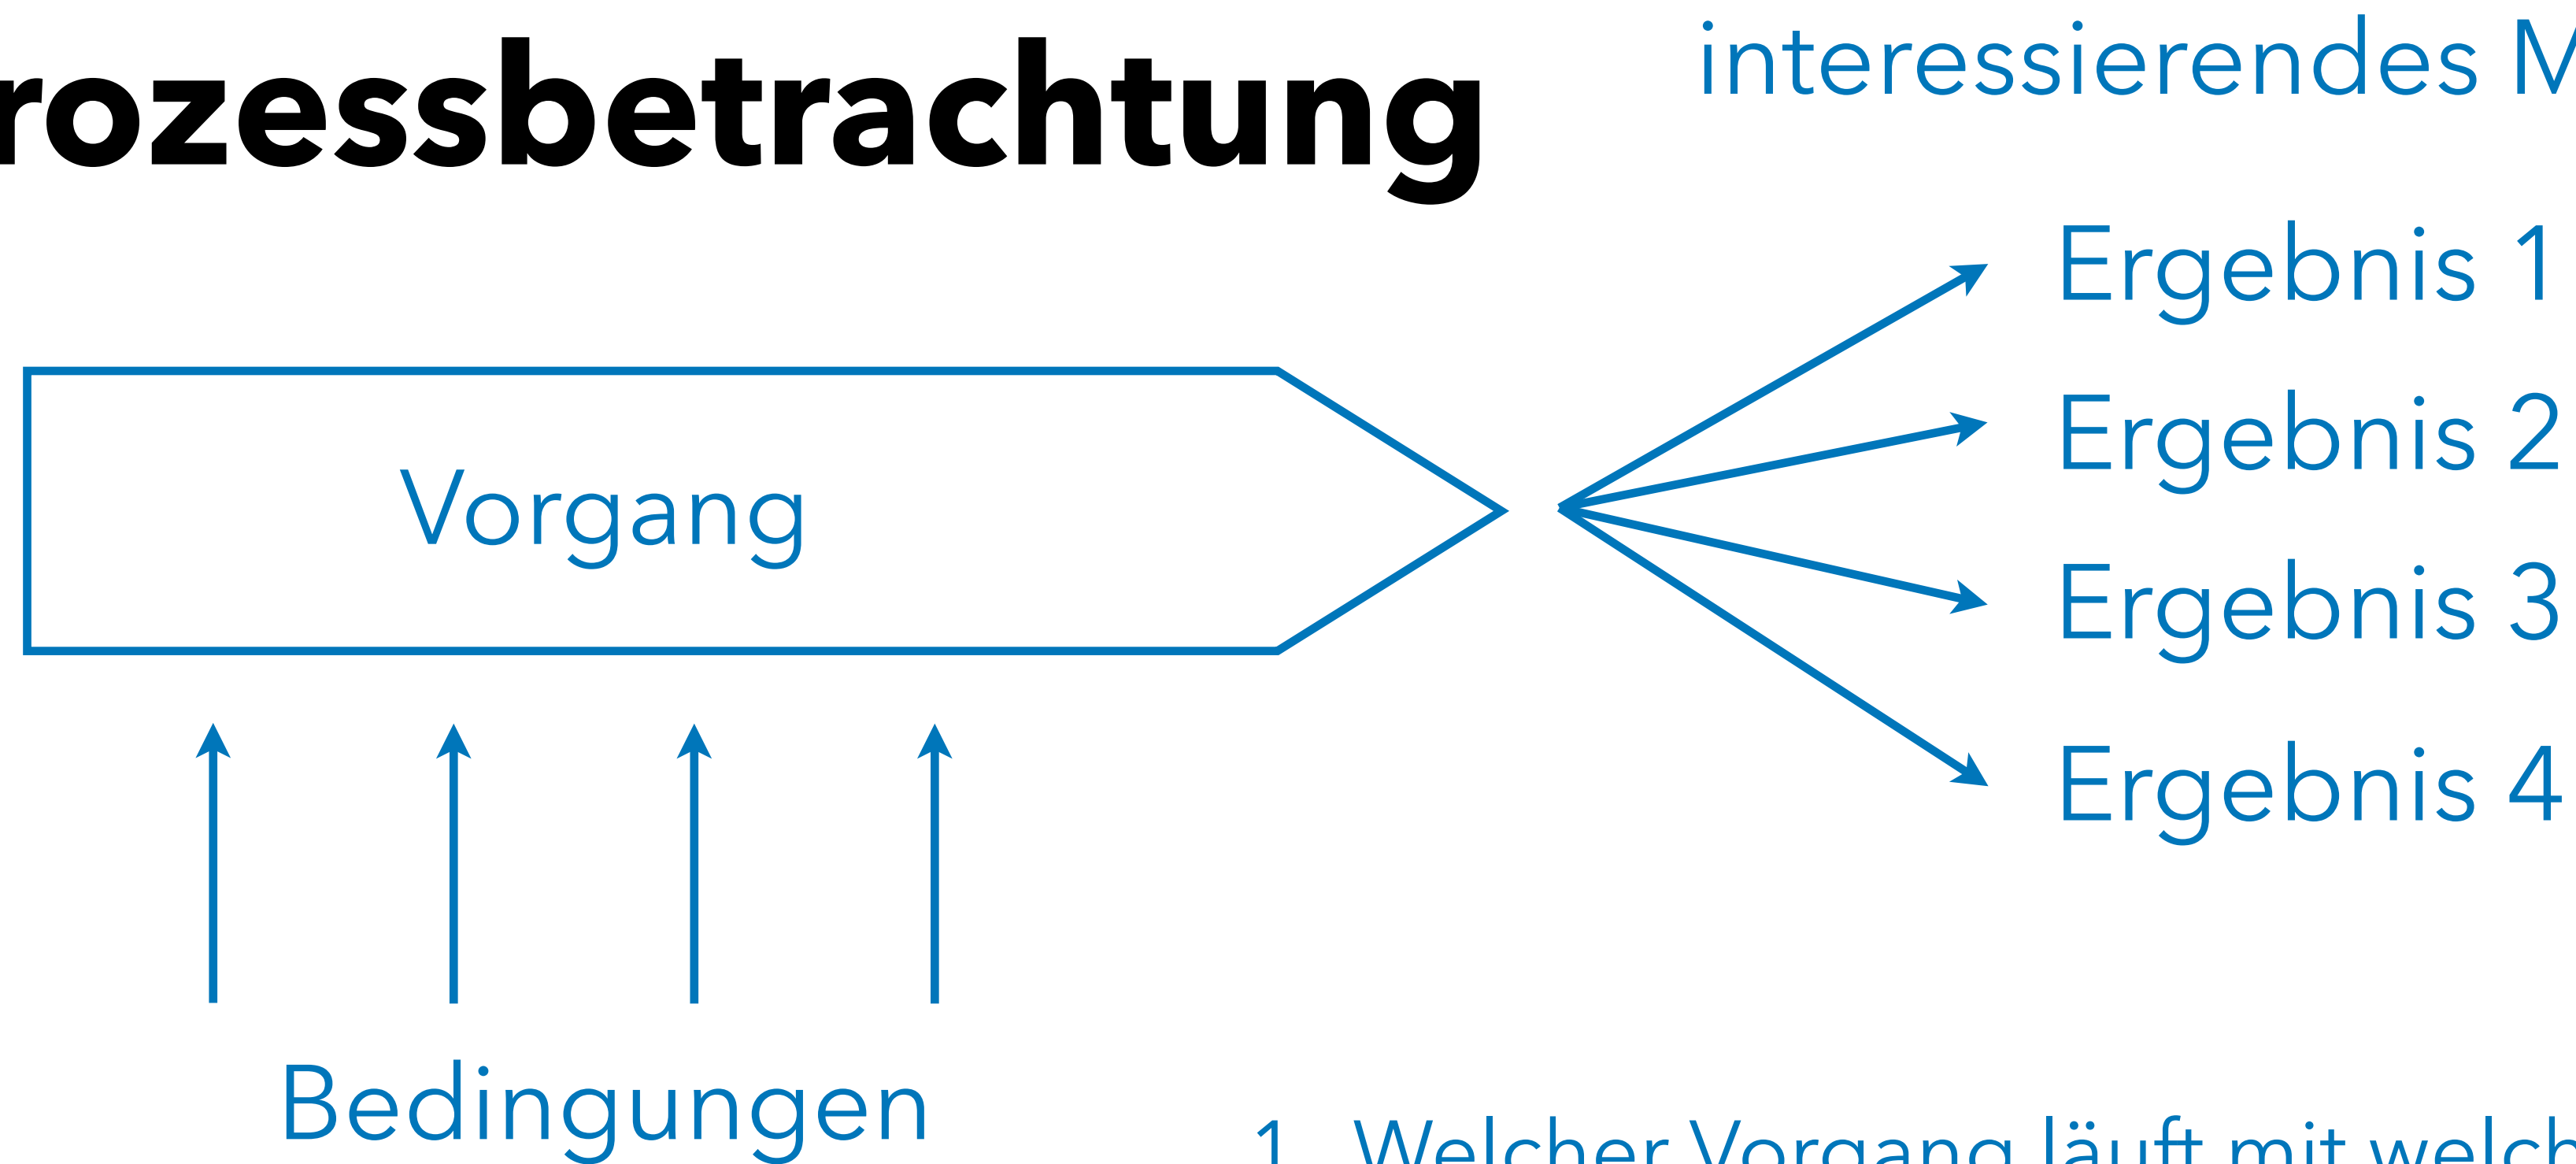 rozessbetrachtung
interessierendes M
Ergebnis 1
Ergebnis 2
Vorgang
Ergebnis 3
Ergebnis 4
Bedingungen
1 Welcher Vorgang läuft mit welch